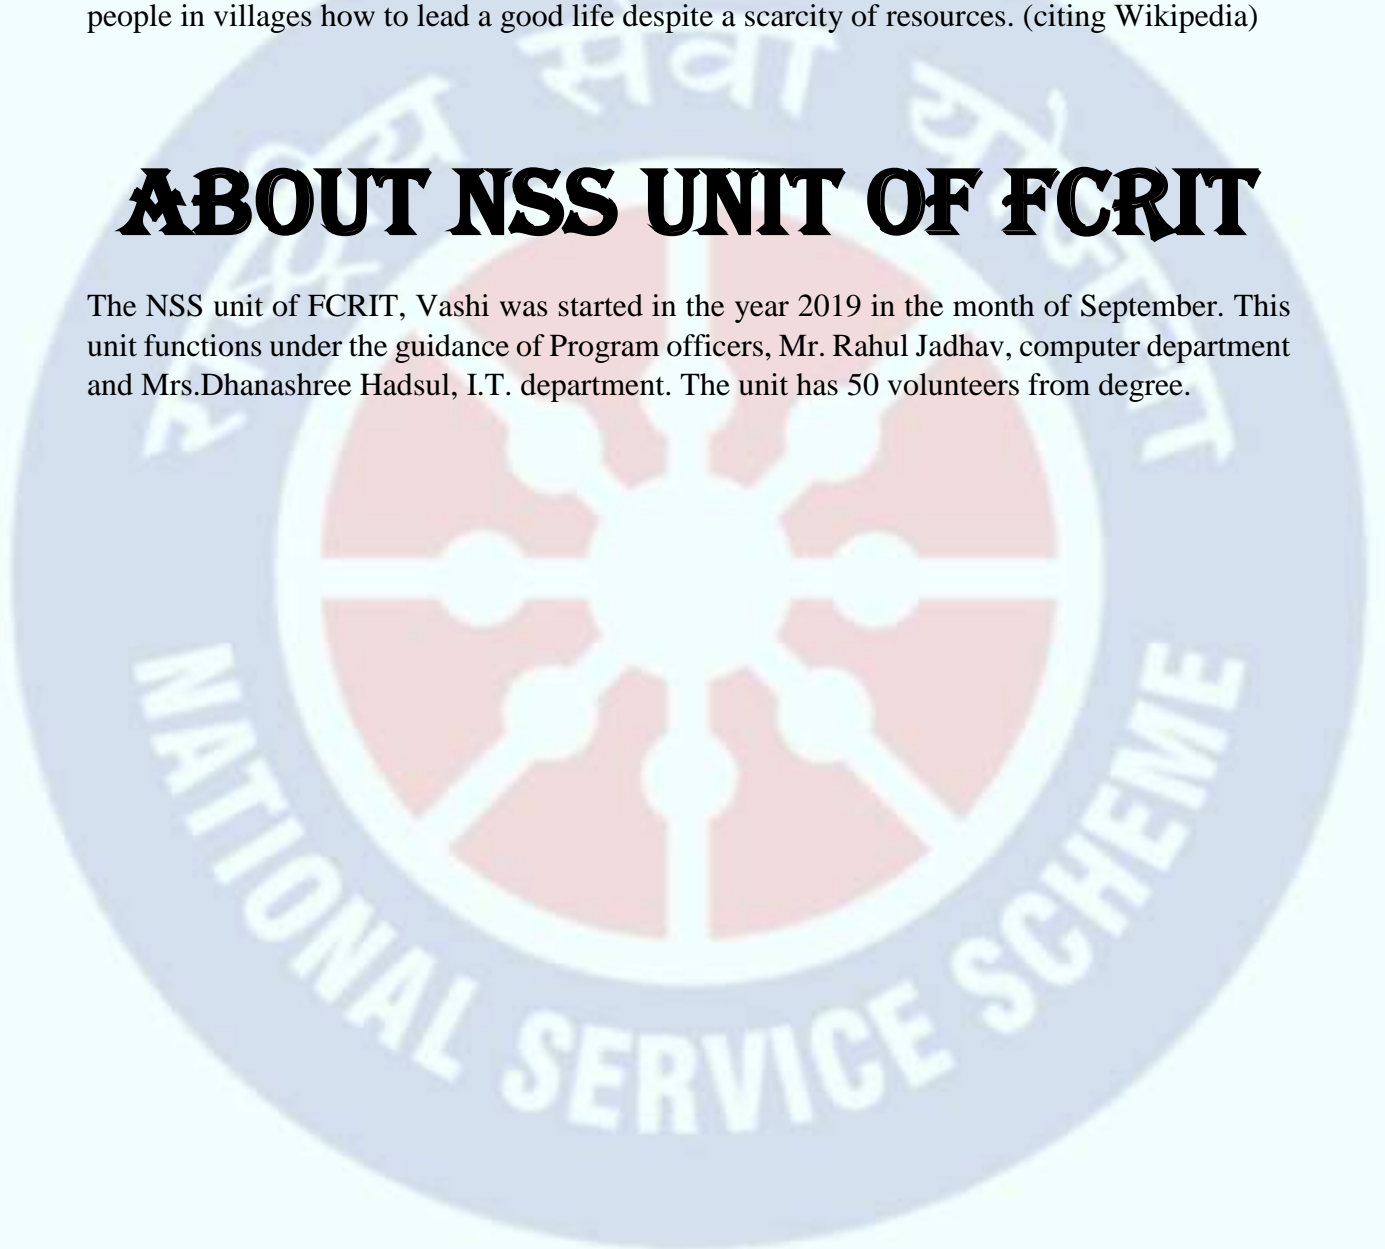 people in villages how to lead a good life despite a scarcity of resources. (citing Wikipedia)
राष्ट्रीय सेवा योजना
ABOUT NSS UNIT OF FCRIT
The NSS unit of FCRIT, Vashi was started in the year 2019 in the month of September. This
unit functions under the guidance of Program officers, Mr. Rahul Jadhav, computer department
and Mrs.Dhanashree Hadsul, I.T. department. The unit has 50 volunteers from degree.
NATIONAL SERVICE SCHEME